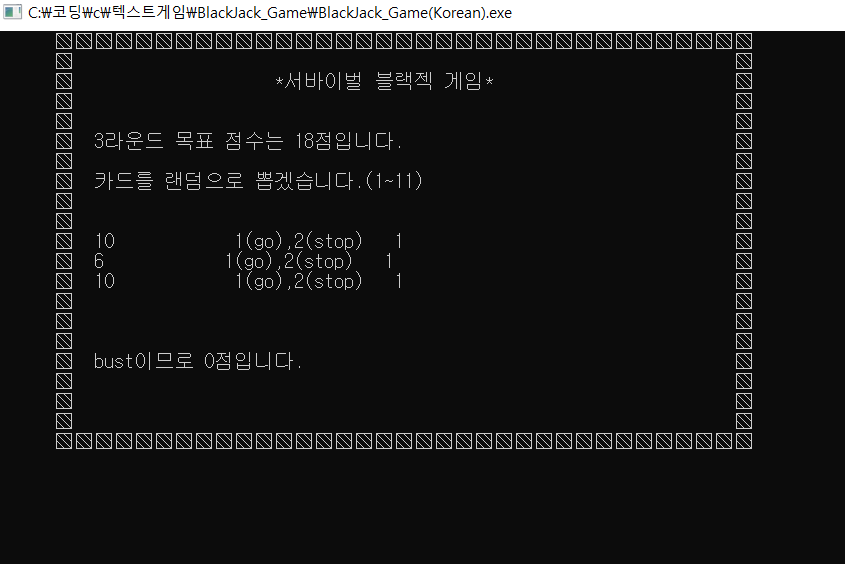 C:\코딩\c\텍스트게임\BlackJack_Game\BlackJack_Game(Korean).exe
*서바이벌 블랙젝 게임*
3라운드 목표 점수는 18점입니다.
카드를 랜덤으로 뽑겠습니다.(1~11)
10 1(go),2(stop) 1
6 1(go),2(stop) 1
10 1(go),2(stop) 1
bust이므로 0점입니다.